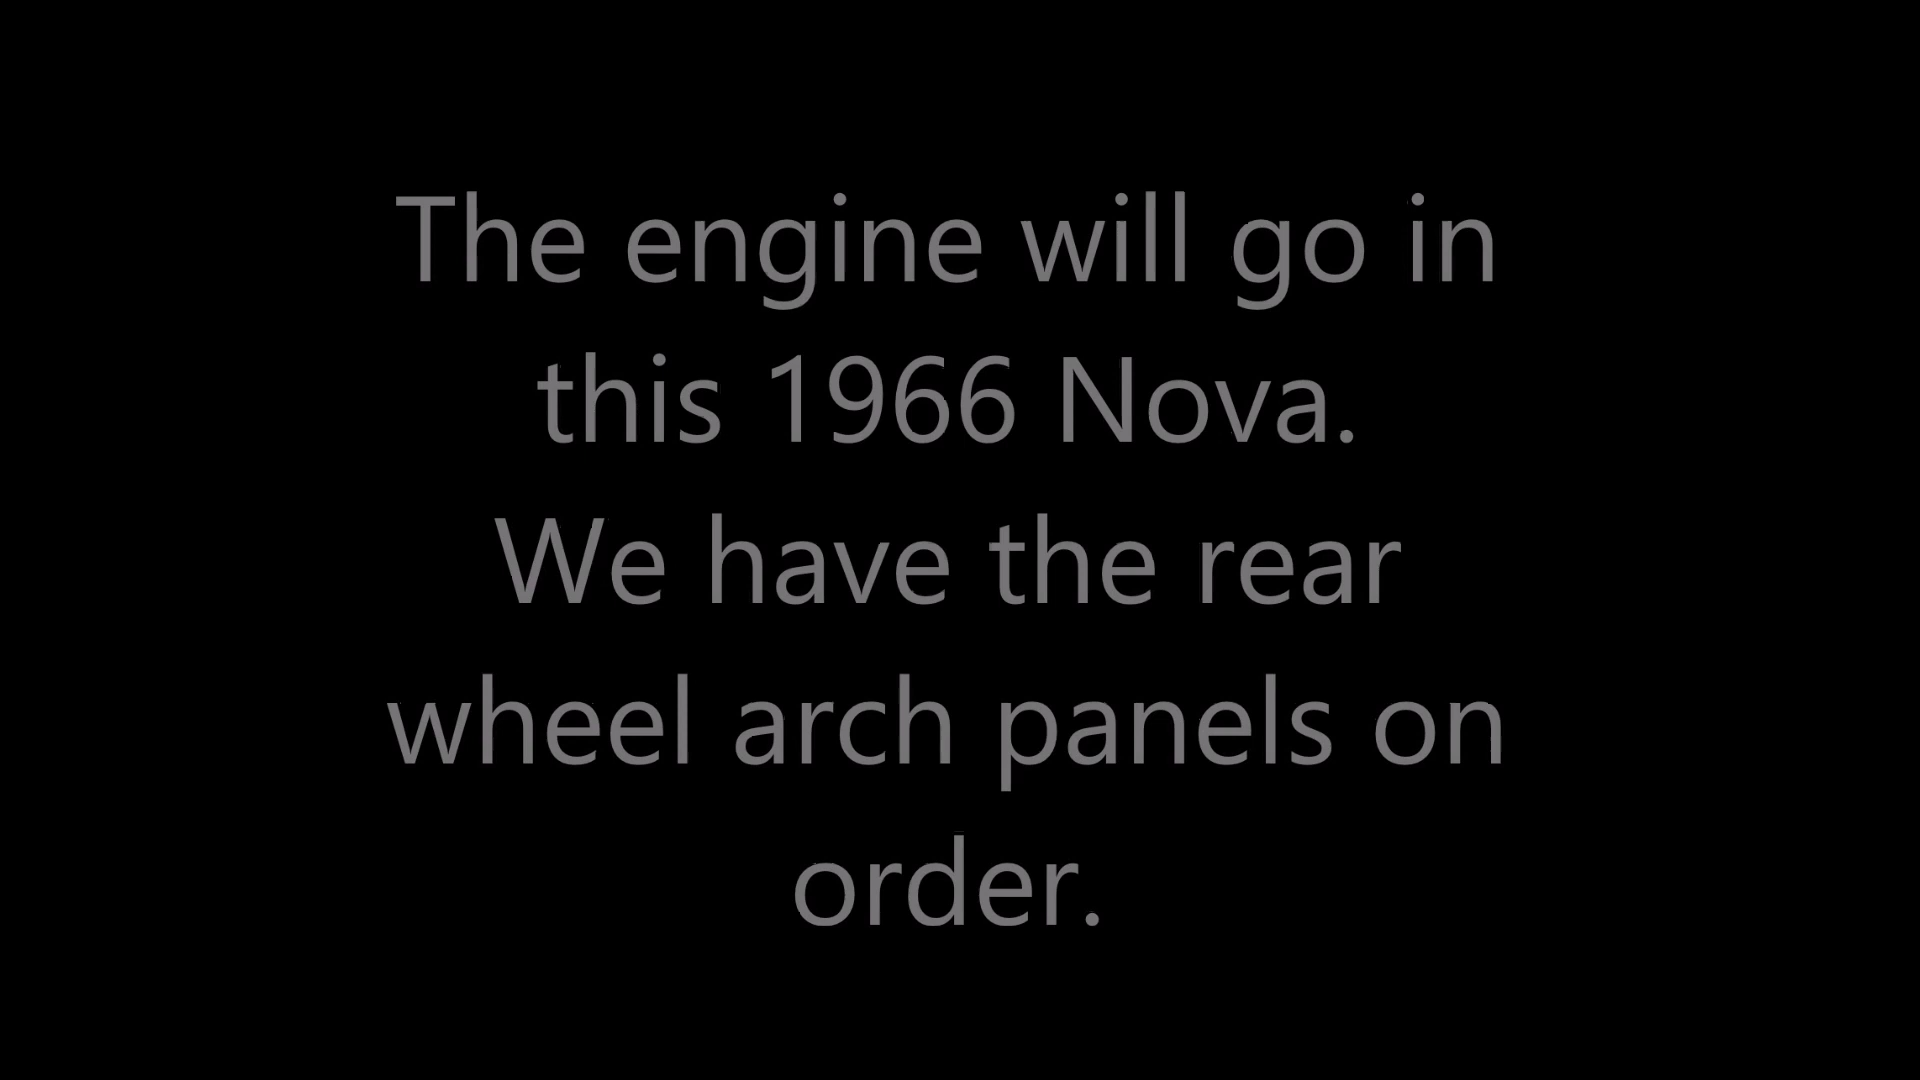 The engine will go in
this 1966 Nova.
We have the rear
wheel arch panels on
order.